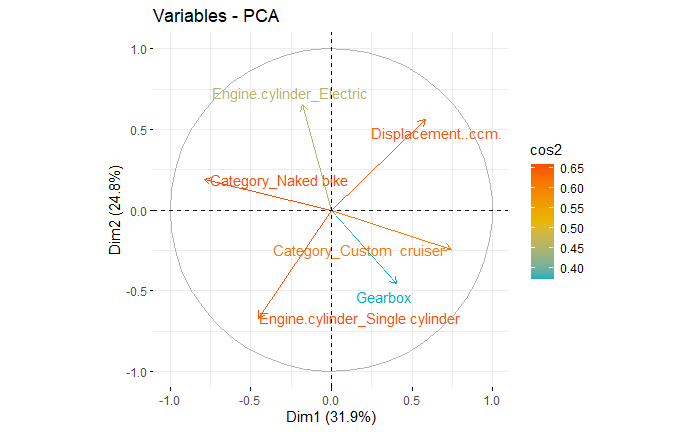 Variables - PCA
1.0
0.5
0.0
-0.5
-1.0
Dim2 (24.8%)
Engine.cylinder_Electric
Displacement..ccm.
Category_Naked bike
Category_Custom  cruiser
Gearbox
Engine.cylinder_Single cylinder
-1.0
-0.5
0.0
0.5
1.0
Dim1 (31.9%)
cos2
0.65
0.60
0.55
0.50
0.45
0.40